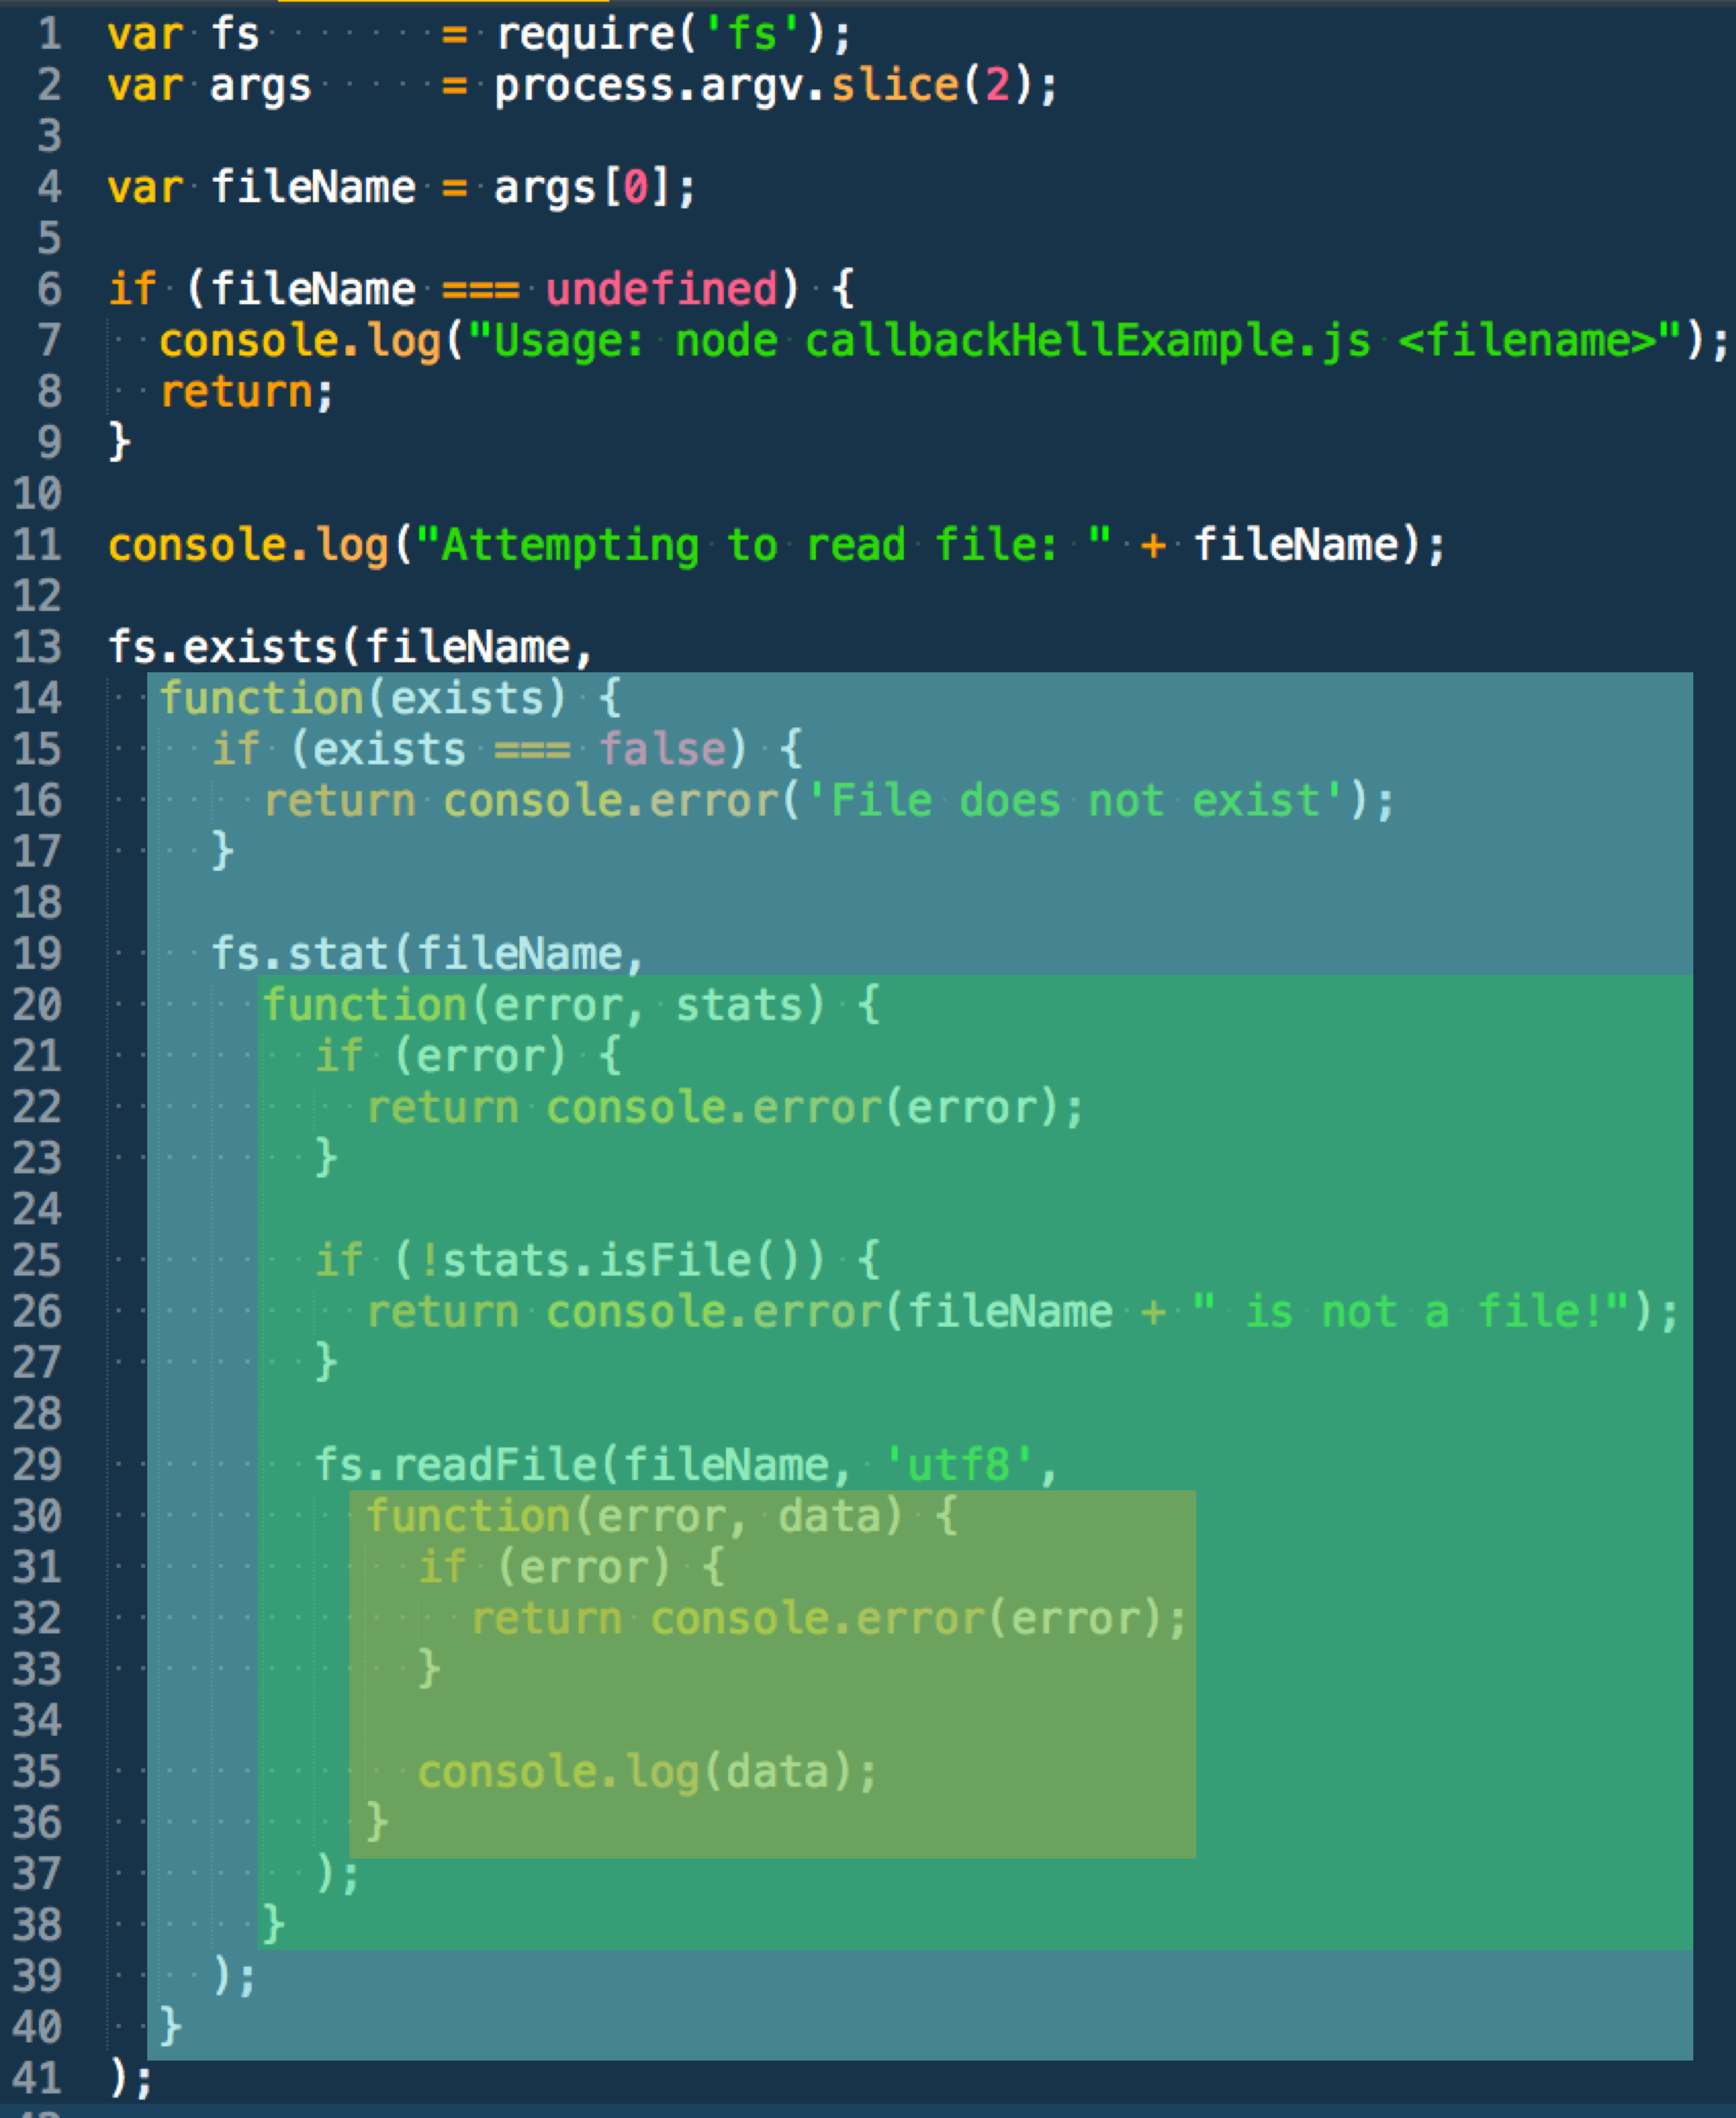 1 var fs       = require('fs');
2 var args     = process.argv.slice(2);
3
4 var fileName = args[0];
5
6 if (fileName === undefined) {
7   console.log("Usage: node callbackHellExample.js <filename>");
8   return;
9 }
10
11 console.log("Attempting to read file: " + fileName);
12
13 fs.exists(fileName,
14   function(exists) {
15     if (exists === false) {
16       return console.error('File does not exist');
17     }
18
19     fs.stat(fileName,
20       function(error, stats) {
21         if (error) {
22           return console.error(error);
23         }
24
25         if (!stats.isFile()) {
26           return console.error(fileName + " is not a file!");
27         }
28
29         fs.readFile(fileName, 'utf8',
30           function(error, data) {
31             if (error) {
32               return console.error(error);
33             }
34
35             console.log(data);
36           }
37         );
38       }
39     );
40   }
41 );